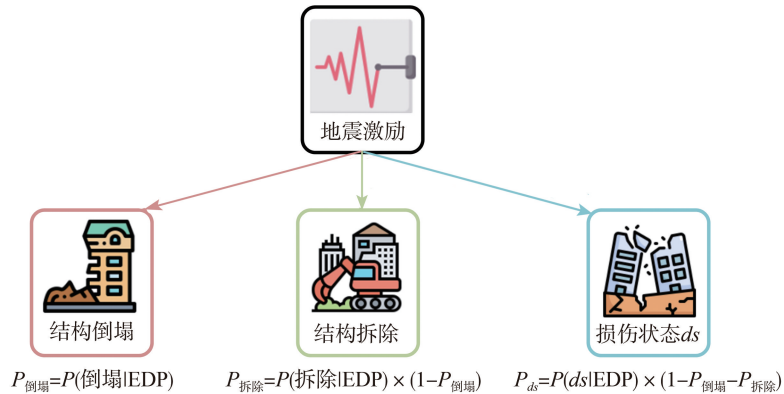 地震激励
结构倒塌
结构拆除
损伤状态ds
P倒塌=P(倒塌|EDP)
P拆除=P(拆除|EDP)×(1–P倒塌)
Pds=P(ds|EDP)×(1–P倒塌–P拆除)